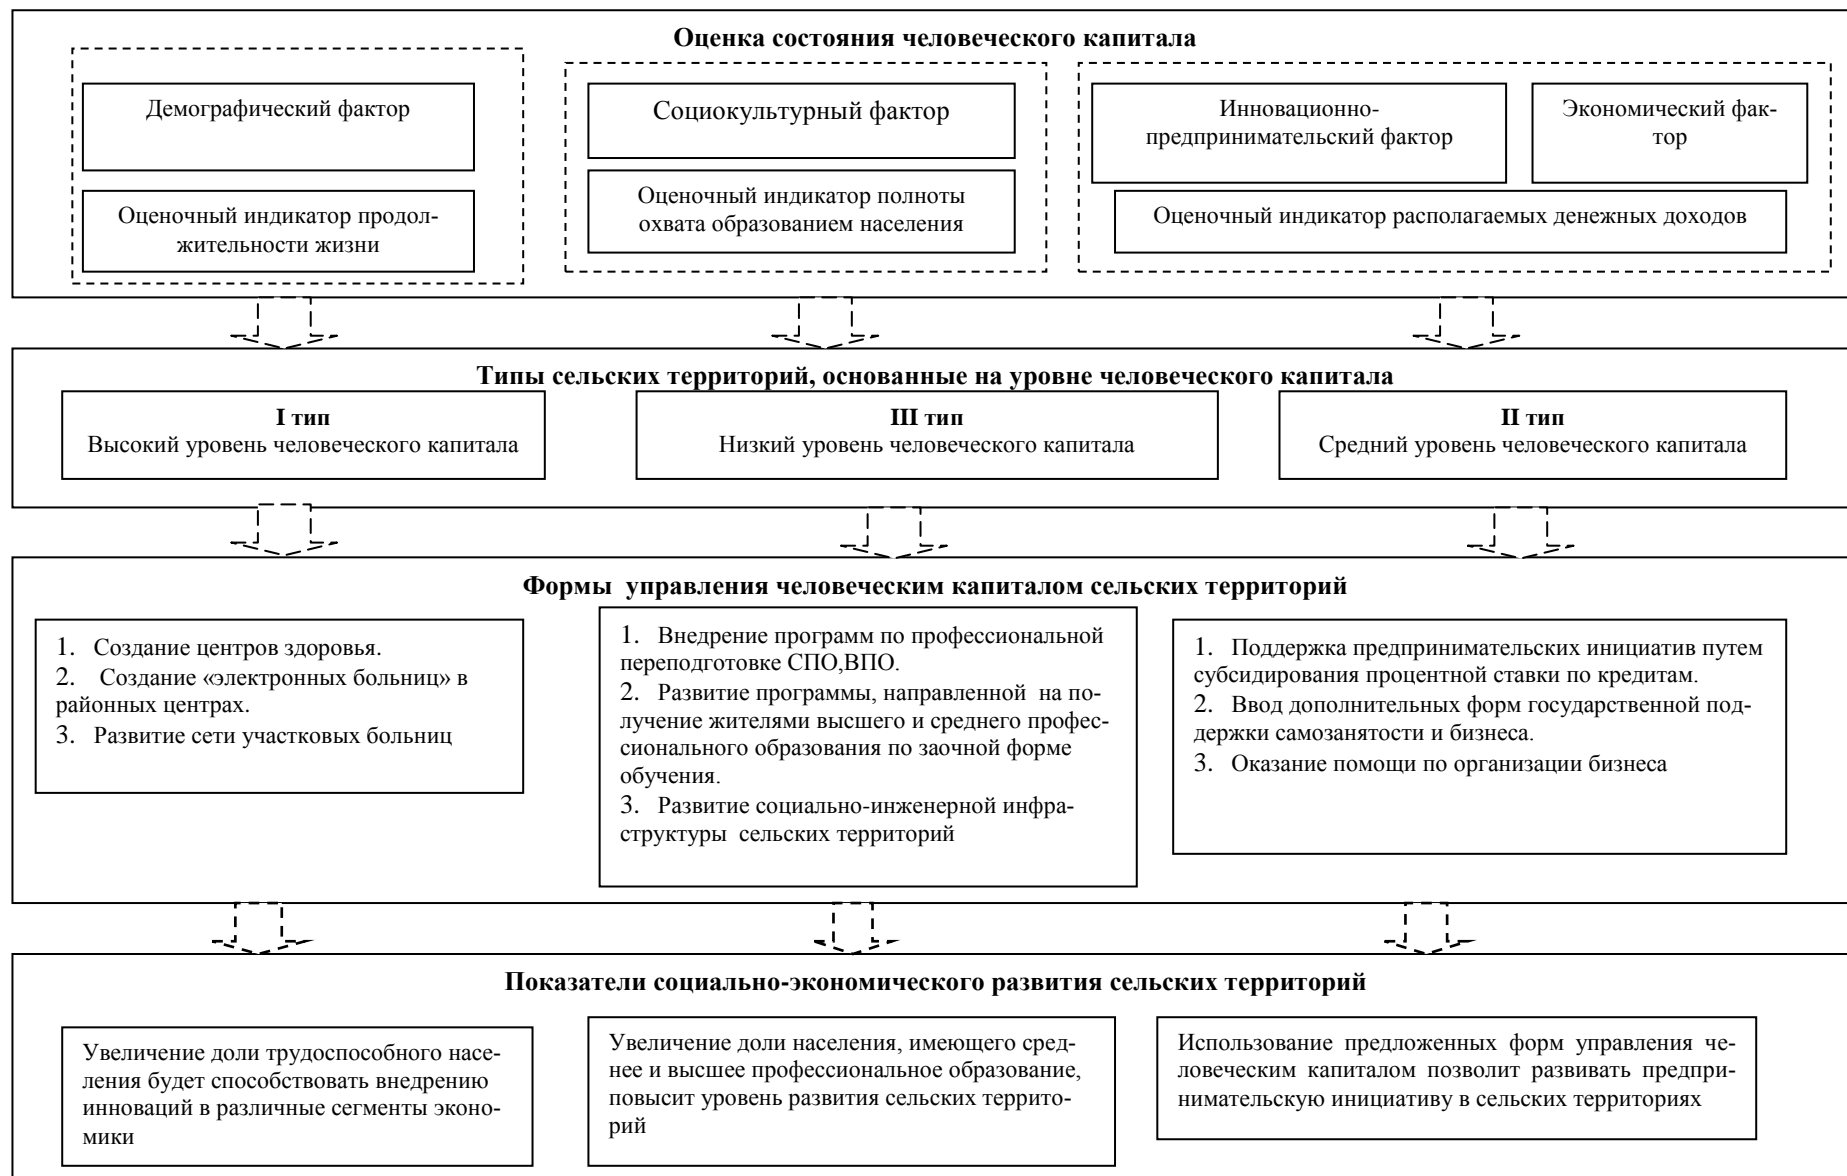 Оценка состояния человеческого капитала
Демографический фактор
Оценочный индикатор продол-
жительности жизни
Социокультурный фактор
Оценочный индикатор полноты
охвата образованием населения
Инновационно-
предпринимательский фактор
Экономический фак-
тор
Оценочный индикатор располагаемых денежных доходов
Типы сельских территорий, основанные на уровне человеческого капитала
I тип
Высокий уровень человеческого капитала
III тип
Низкий уровень человеческого капитала
II тип
Средний уровень человеческого капитала
Формы управления человеческим капиталом сельских территорий
1. Создание центров здоровья.
2. Создание «электронных больниц» в
районных центрах.
3. Развитие сети участковых больниц
1. Внедрение программ по профессиональной
переподготовке СПО,ВПО.
2. Развитие программы, направленной на по-
лучение жителями высшего и среднего профес-
сионального образования по заочной форме
обучения.
3. Развитие социально-инженерной инфра-
структуры сельских территорий
1. Поддержка предпринимательских инициатив путем
субсидирования процентной ставки по кредитам.
2. Ввод дополнительных форм государственной под-
держки самозанятости и бизнеса.
3. Оказание помощи по организации бизнеса
Показатели социально-экономического развития сельских территорий
Увеличение доли трудоспособного насе-
ления будет способствовать внедрению
инноваций в различные сегменты эконо-
мики
Увеличение доли населения, имеющего сред-
нее и высшее профессиональное образование,
повысит уровень развития сельских террито-
рий
Использование предложенных форм управления че-
ловеческим капиталом позволит развивать предпри-
нимательскую инициативу в сельских территориях